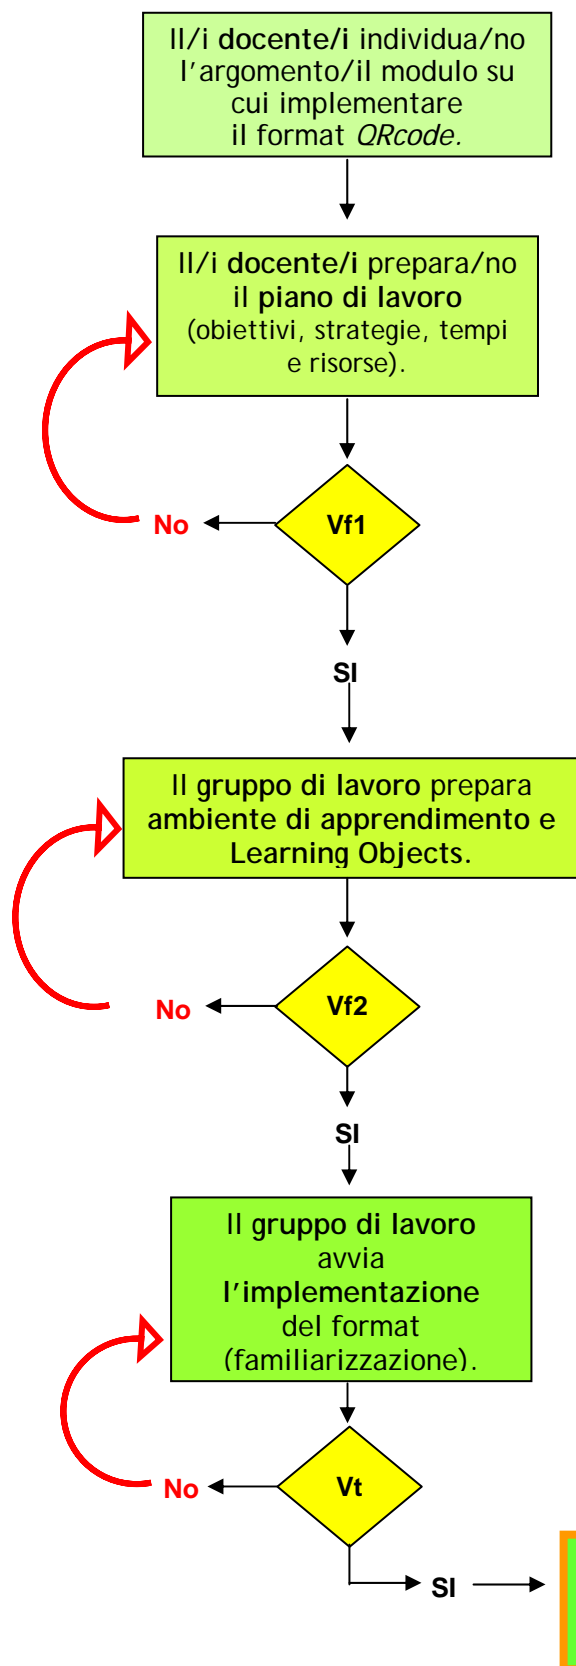 Il/i docente/i individua/no
l'argomento/il modulo su
cui implementare
il format QRcode.
Il/i docente/i prepara/no
il piano di lavoro
(obiettivi, strategie, tempi
e risorse).
Vf1
No
SI
Il gruppo di lavoro prepara
ambiente di apprendimento e
Learning Objects.
Vf2
No
SI
Il gruppo di lavoro
avvia
l'implementazione
del format
(familiarizzazione).
Vt
No
SI